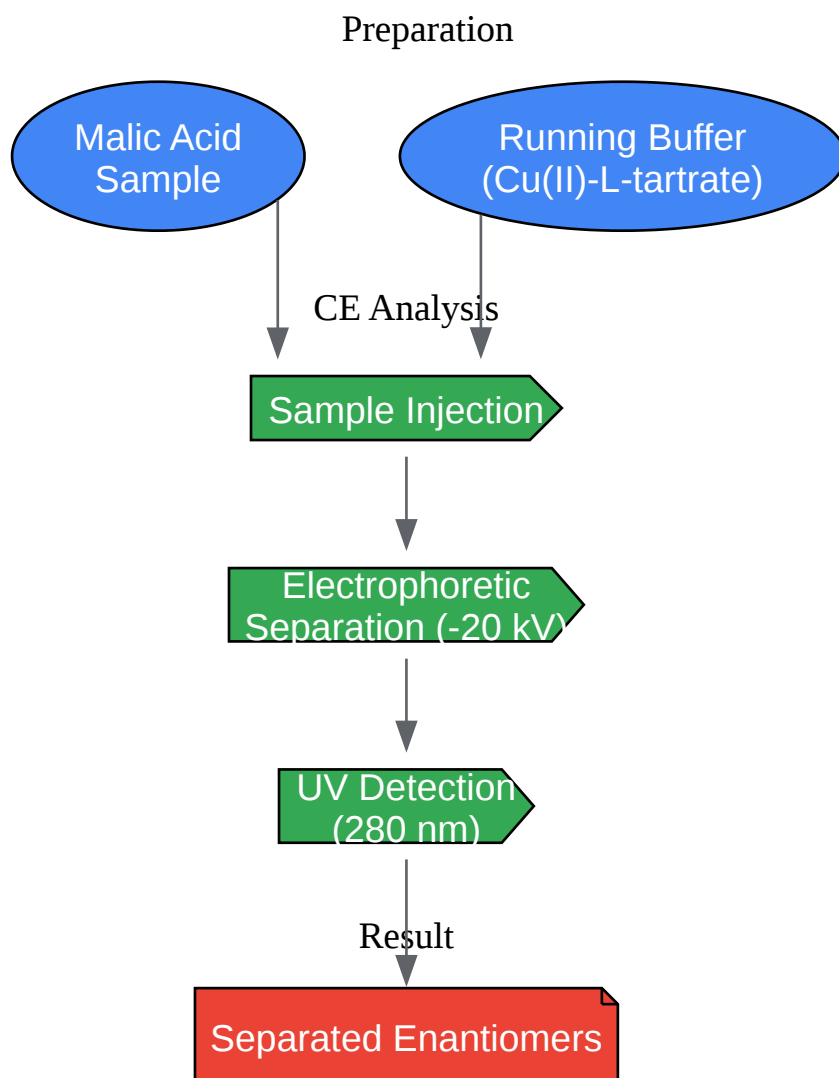 Preparation
Malic Acid
Sample
Running Buffer
(Cu(II)-L-tartrate)
CE Analysis
Sample Injection
Electrophoretic
Separation (-20 kV)
UV Detection
(280 nm)
Result
Separated Enantiomers